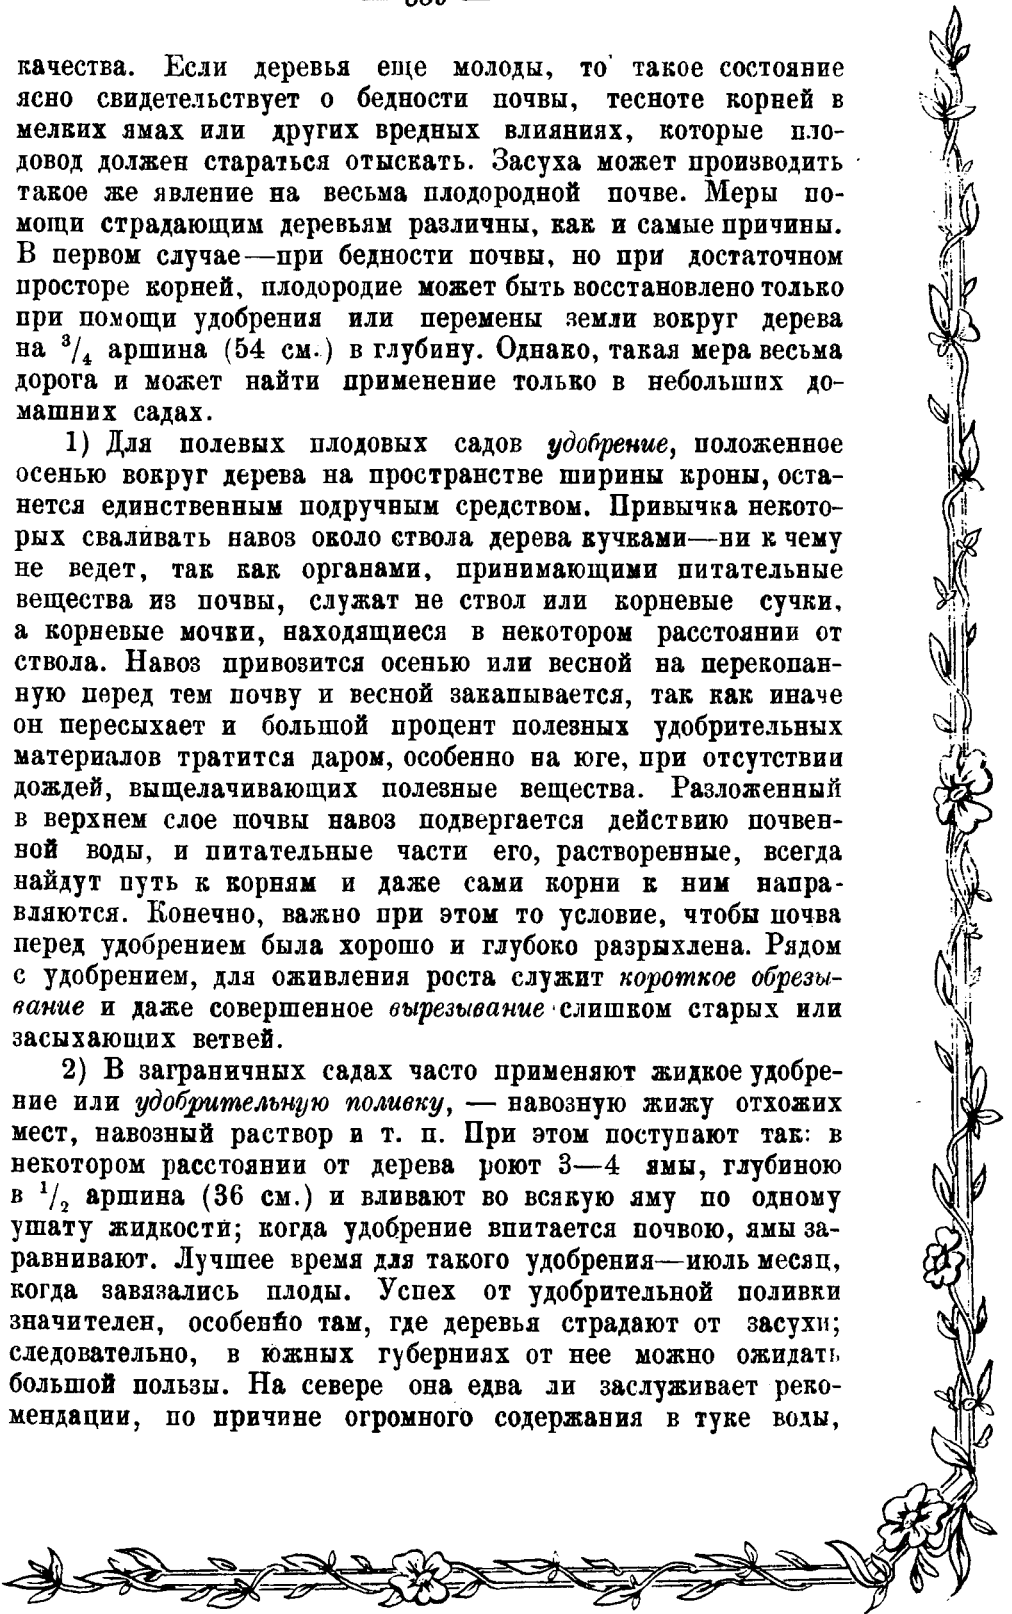 качества. Если деревья еще молоды, то такое состояние
ясно свидетельствует о бедности почвы, тесноте корней в
мелких ямах или других вредных влияниях, которые пло-
довод должен стараться отыскать. Засуха может производить
такое же явление на весьма плодородной почве. Меры по-
мощи страдающим деревьям различны, как и самые причины.
В первом случае—при бедности почвы, но при достаточном
просторе корней, плодородие может быть восстановлено только
при помощи удобрения или перемены земли вокруг дерева
на 3/4 аршина (54 см.) в глубину. Однако, такая мера весьма
дорога и может найти применение только в небольших до-
машних садах.
1) Для полевых плодовых садов удобрение, положенное
осенью вокруг дерева на пространстве ширины кроны, оста-
нется единственным подручным средством. Привычка некото-
рых сваливать навоз около ствола дерева кучками—ни к чему
не ведет, так как органами, принимающими питательные
вещества из почвы, служат не ствол или корневые сучки,
а корневые мочки, находящиеся в некотором расстоянии от
ствола. Навоз привозится осенью или весной на перекопан-
ную перед тем почву и весной закапывается, так как иначе
он пересыхает и большой процент полезных удобрительных
материалов тратится даром, особенно на юге, при отсутствии
дождей, выщелачивающих полезные вещества. Разложенный
в верхнем слое почвы навоз подвергается действию почвен-
ной воды, и питательные части его, растворенные, всегда
найдут путь к корням и даже сами корни к ним напра-
вляются. Конечно, важно при этом то условие, чтобы почва
перед удобрением была хорошо и глубоко разрыхлена. Рядом
с удобрением, для оживления роста служит короткое обрезы-
вание и даже совершенное вырезывание слишком старых или
засыхающих ветвей.
2) В заграничных садах часто применяют жидкое удобре-
ние или удобрительную поливку, — навозную жижу отхожих
мест, навозный раствор и т. п. При этом поступают так: в
некотором расстоянии от дерева роют 3—4 ямы, глубиною
в 1/2 аршина (36 см.) и вливают во всякую яму по одному
ушату жидкости; когда удобрение впитается почвою, ямы за-
равнивают. Лучшее время для такого удобрения—июль месяц,
когда завязались плоды. Успех от удобрительной поливки
значителен, особенно там, где деревья страдают от засухи;
следовательно, в южных губерниях от нее можно ожидать
большой пользы. На севере она едва ли заслуживает реко-
мендации, по причине огромного содержания в туке воды,